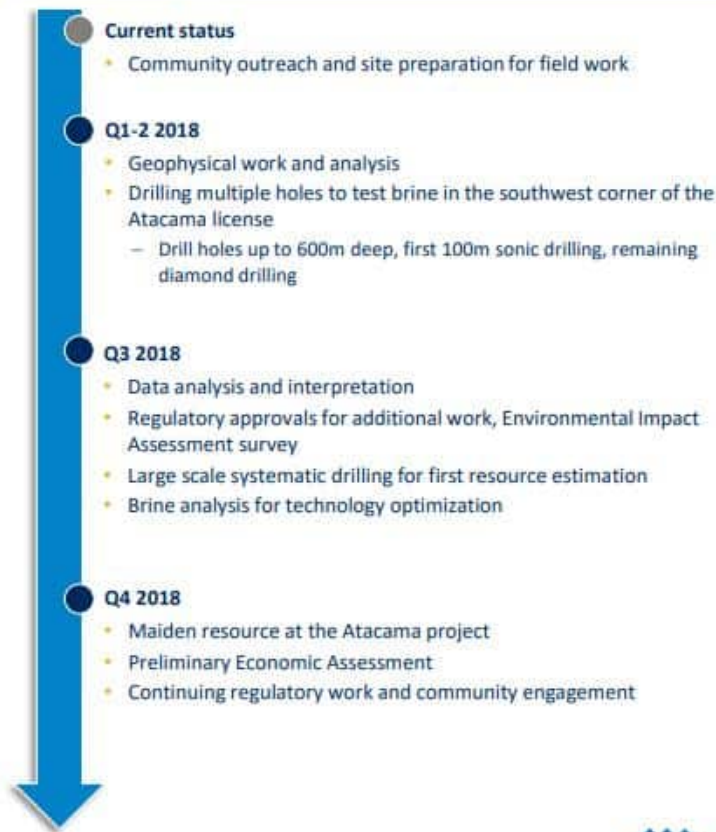 Current status
• Community outreach and site preparation for field work
Q1-2 2018
• Geophysical work and analysis
• Drilling multiple holes to test brine in the southwest corner of the
Atacama license
– Drill holes up to 600m deep, first 100m sonic drilling, remaining
diamond drilling
Q3 2018
• Data analysis and interpretation
• Regulatory approvals for additional work, Environmental Impact
Assessment survey
• Large scale systematic drilling for first resource estimation
• Brine analysis for technology optimization
Q4 2018
• Maiden resource at the Atacama project
• Preliminary Economic Assessment
• Continuing regulatory work and community engagement